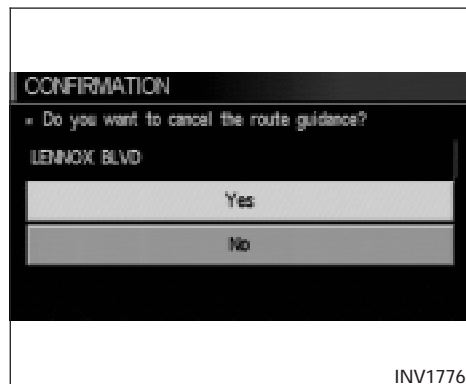 CONFIRMATION
Do you want to cancel the route guidance?
LENNOX BLVD
Yes
No
INV1776